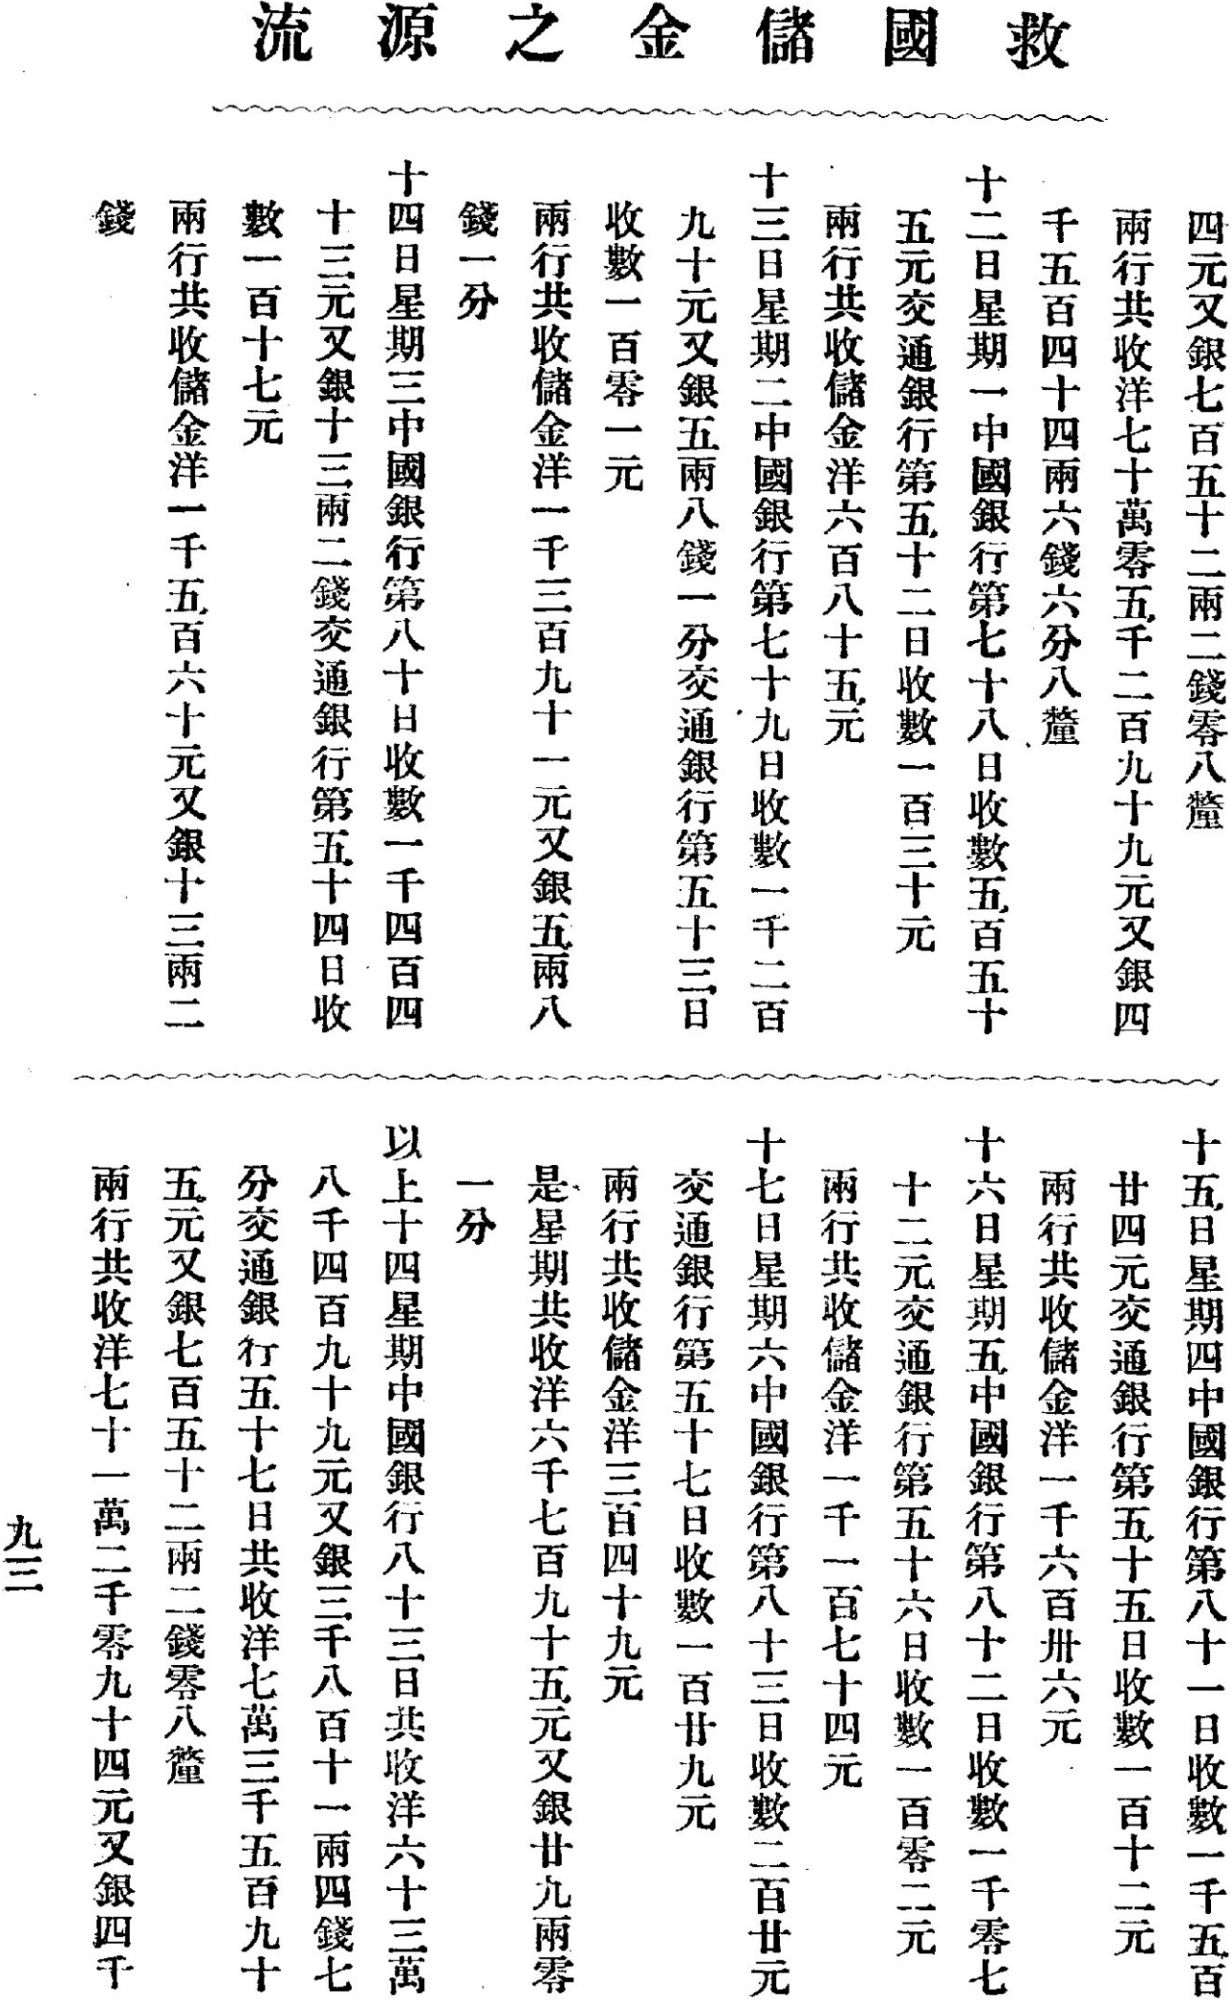 救國儲金之源流
四元又銀七百五十二兩二錢零八釐
兩行共收洋七十萬零五千二百九十九元又銀四
千五百四十四兩六錢六分八釐
十二日星期一中國銀行第七十八日收數五百五十
五元交通銀行第五十二日收數一百三十元
兩行共收儲金洋六百八十五元
十三日星期二中國銀行第七十九日收數一千二百
九十元又銀五兩八錢一分交通銀行第五十三日
收數一百零一元
兩行共收儲金洋一千三百九十一元又銀五兩八
錢一分
十四日星期三中國銀行第八十日收數一千四百四
十三元又銀十三兩二錢交通銀行第五十四日收
數一百十七元
兩行共收儲金洋一千五百六十元又銀十三兩二
錢
十五日星期四中國銀行第八十一日收數一千五百
廿四元交通銀行第五十五日收數一百十二元
兩行共收儲金洋一千六百卅六元
十六日星期五中國銀行第八十二日收數一千零七
十二元交通銀行第五十六日收數一百零二元
兩行共收儲金洋一千一百七十四元
十七日星期六中國銀行第八十三日收數二百廿元
交通銀行第五十七日收數一百廿九元
兩行共收儲金洋三百四十九元
是星期共收洋六千七百九十五元又銀廿九兩零
一分
以上十四星期中國銀行八十三日共收洋六十三萬
八千四百九十九元又銀三千八百十一兩四錢七
分交通銀行五十七日共收洋七萬三千五百九十
五元又銀七百五十二兩二錢零八釐
兩行共收洋七十一萬二千零九十四元又銀四千
九三